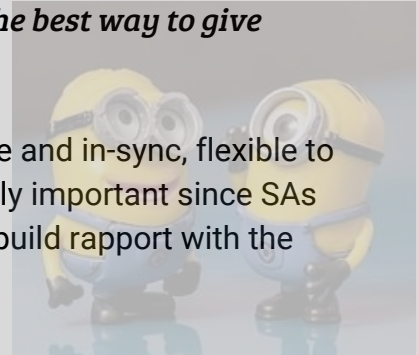 he best way to give
e and in-sync, flexible to
ly important since SAs
build rapport with the